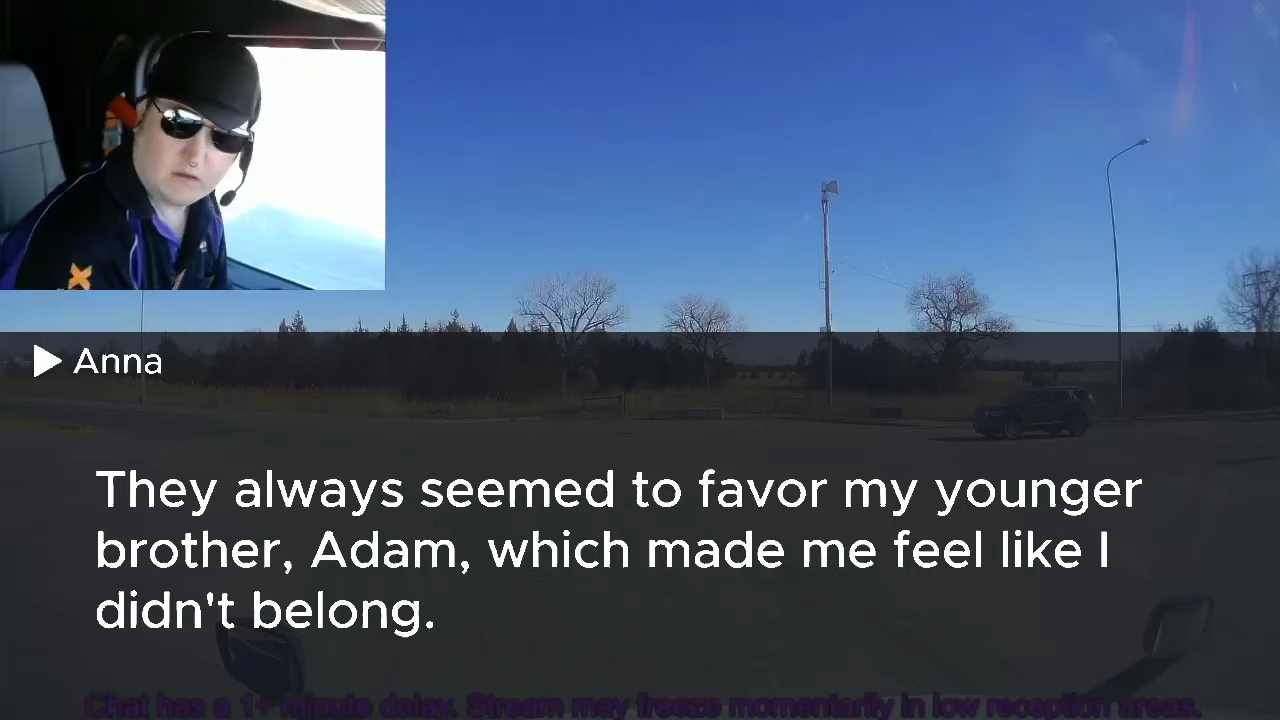 Anna
They always seemed to favor my younger
brother, Adam, which made me feel like I
didn't belong.
Chat has a 1+ minute delay. Stream may freeze momentarily in low reception areas.